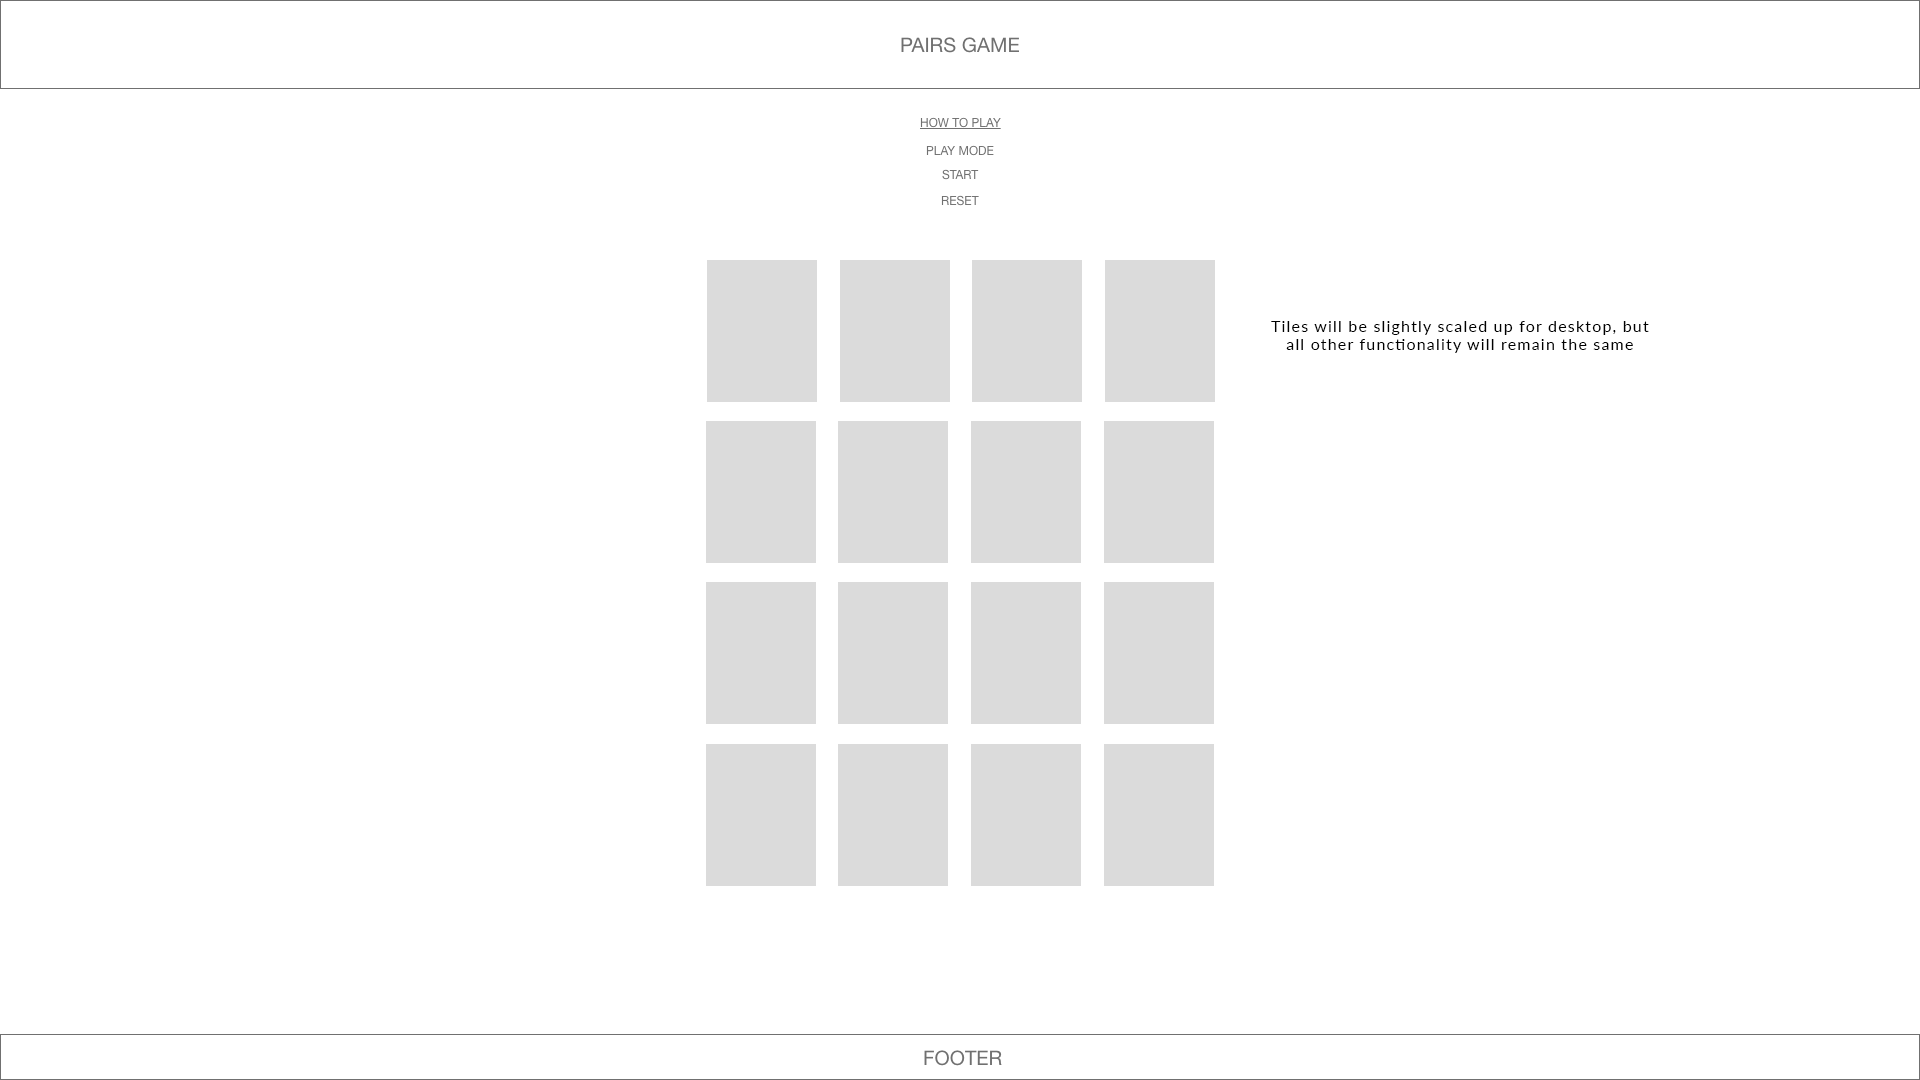 PAIRS GAME
HOW TO PLAY
PLAY MODE
START
RESET
Tiles will be slightly scaled up for desktop, but
all other functionality will remain the same
FOOTER